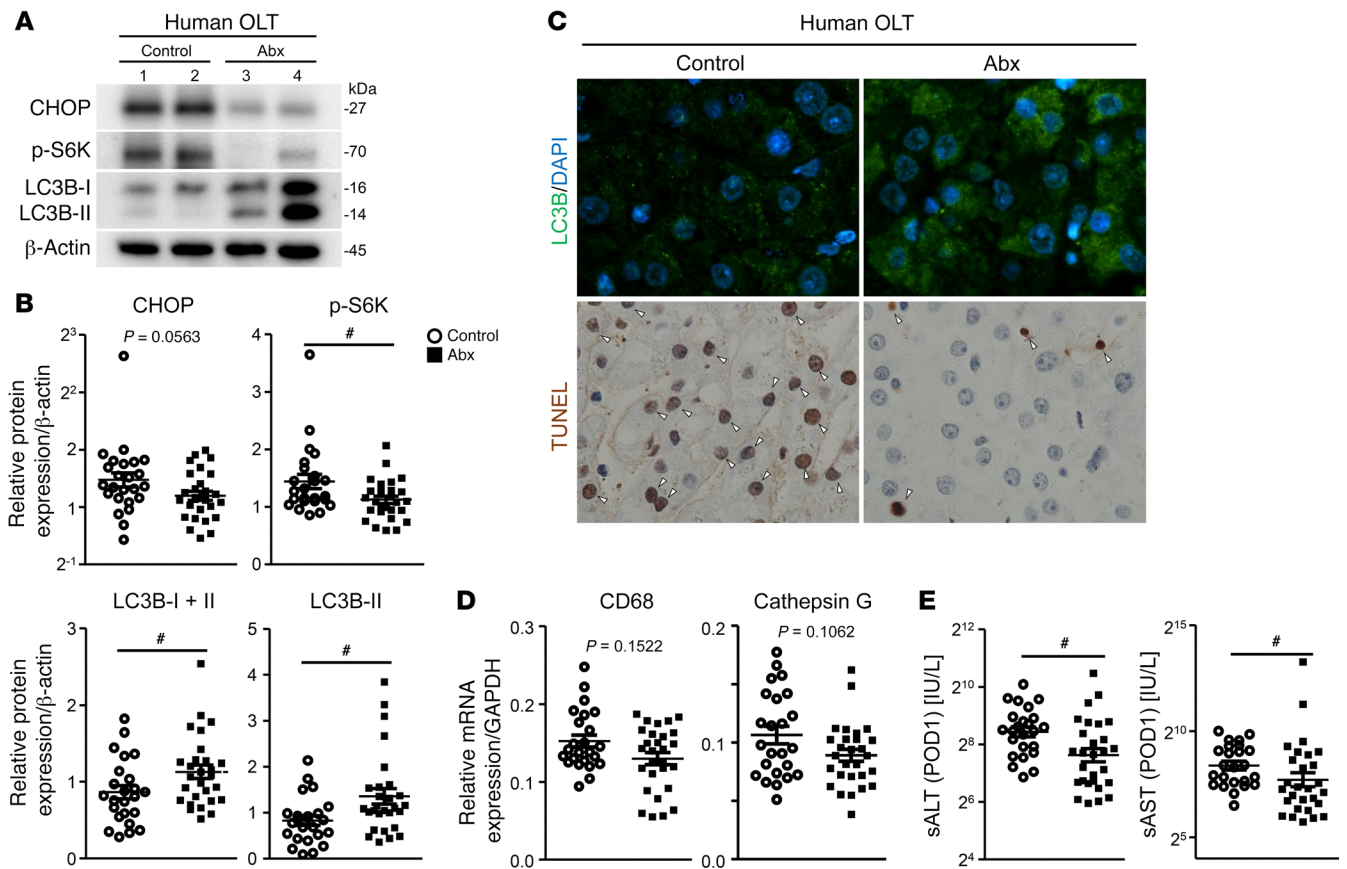 A
Human OLT
Control Abx
1 2 3 4
kDa
CHOP -27
p-S6K -70
LC3B-I -16
LC3B-II -14
β-Actin -45
B
CHOP
Relative protein expression/β-actin
2³
2²
2
1
2⁻¹
P = 0.0563
p-S6K
4
3
2
1
0
#
Control
Abx
LC3B-I + II
Relative protein expression/β-actin
3
2
1
0
#
LC3B-II
5
4
3
2
1
0
#
C
Human OLT
Control Abx
LC3B/DAPI
TUNEL
D
CD68
Relative mRNA expression/GAPDH
0.3
0.2
0.1
0.0
P = 0.1522
Cathepsin G
0.2
0.1
0.0
P = 0.1062
E
sALT (POD1) [IU/L]
2¹²
2¹⁰
2⁸
2⁶
2⁴
#
sAST (POD1) [IU/L]
2¹⁵
2¹⁰
2⁵
#